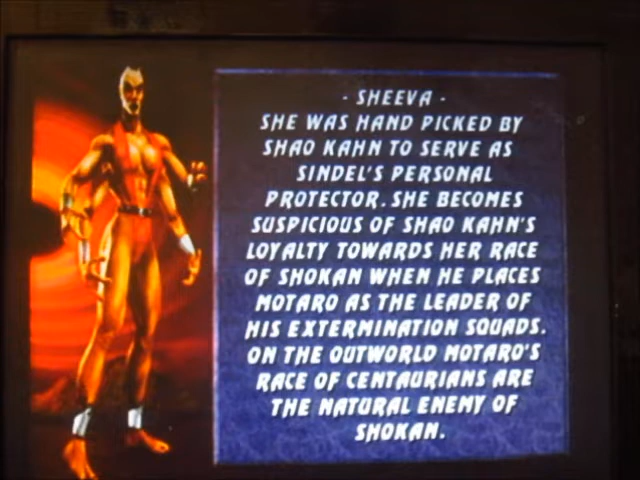 - SHEEVA -
SHE WAS HAND PICKED BY
SHAO KAHN TO SERVE AS
SINDEL'S PERSONAL
PROTECTOR. SHE BECOMES
SUSPICIOUS OF SHAO KAHN'S
LOYALTY TOWARDS HER RACE
OF SHOKAN WHEN HE PLACES
MOTARO AS THE LEADER OF
HIS EXTERMINATION SQUADS.
ON THE OUTWORLD MOTARO'S
RACE OF CENTAURIANS ARE
THE NATURAL ENEMY OF
SHOKAN.